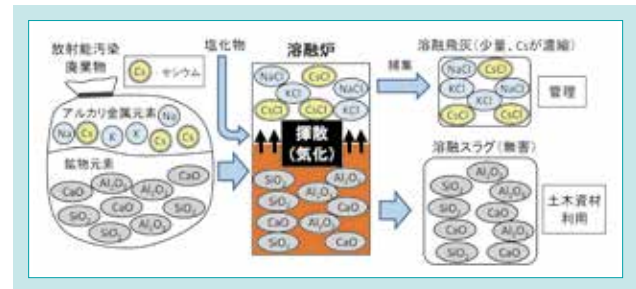 放射能汚染
廃棄物
Cs セシウム
塩化物
アルカリ金属元素
Na
Na Cs K K Cs Cs
鉱物元素
CaO Al₂O₃ CaO
SiO₂ Al₂O₃
CaO SiO₂
SiO₂ CaO Al₂O₃
SiO₂
溶融炉
NaCl CsCl
KCl NaCl
CsCl CsCl KCl
揮散
(気化)
SiO₂ Al₂O₃
SiO₂ CaO
CaO Al₂O₃
SiO₂ CaO
捕集
溶融飛灰(少量、Csが濃縮)
NaCl CsCl
KCl NaCl
KCl
CsCl CsCl
管理
溶融スラグ(無害)
SiO₂ Al₂O₃
SiO₂ CaO
CaO Al₂O₃
SiO₂ CaO
土木資材
利用